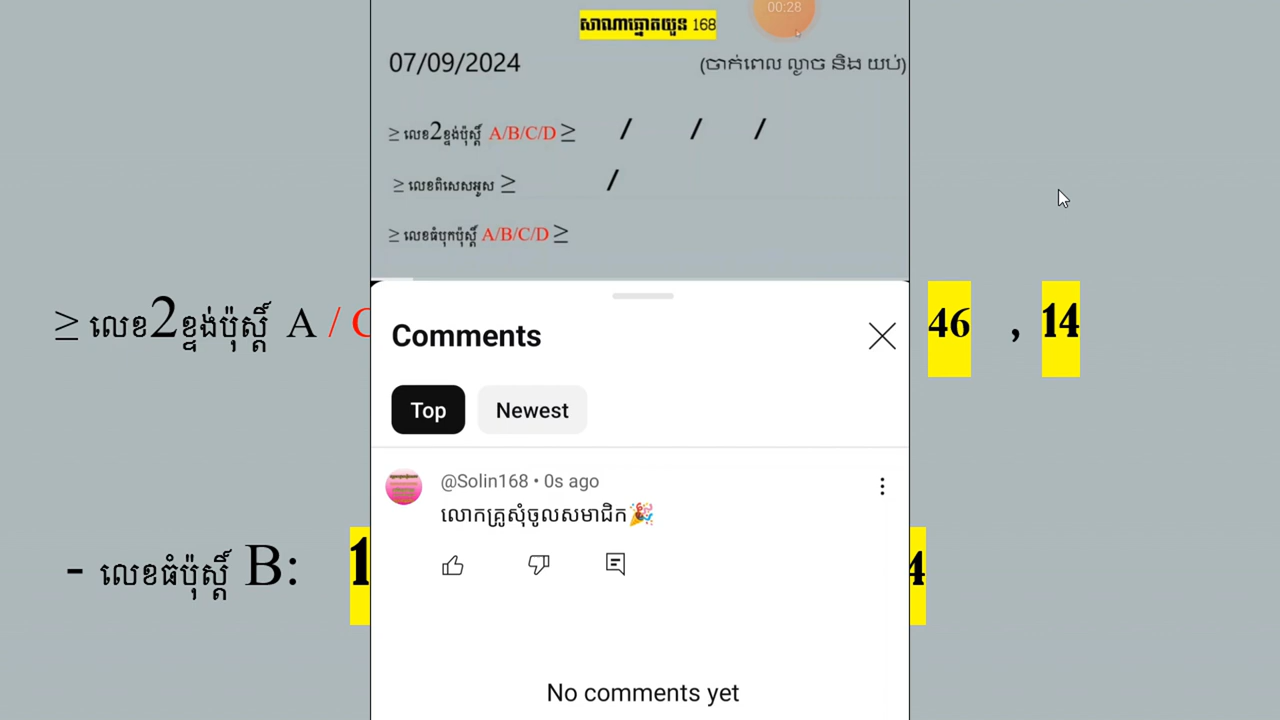 00:28
សាណាឆ្នោតយួន 168
07/09/2024 (ចាក់ពេល ល្ងាច និង យប់)
≥ លេខ2ខ្ទង់ប៉ុស្តិ៍ A/B/C/D ≥ / / /
≥ លេខពិសេសអូស ≥ /
≥ លេខធំបុកប៉ុស្តិ៍ A/B/C/D ≥
≥ លេខ2ខ្ទង់ប៉ុស្តិ៍ A / C 46 , 14
Comments
Top Newest
@Solin168 • 0s ago
លោកគ្រូសុំចូលសមាជិក🎉
- លេខធំប៉ុស្តិ៍ B: 1 4
No comments yet